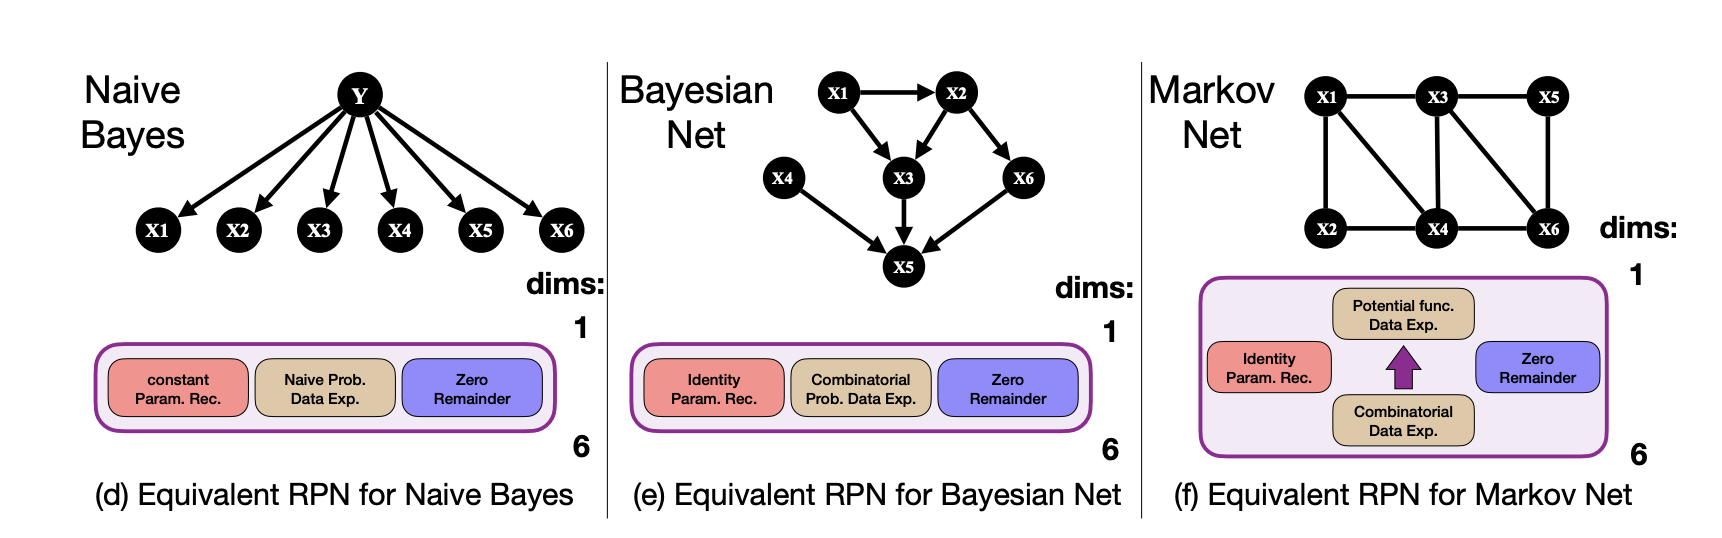 Naive
Bayes
Y
X1 X2 X3 X4 X5 X6
dims:
1
constant
Param. Rec.
Naive Prob.
Data Exp.
Zero
Remainder
6
(d) Equivalent RPN for Naive Bayes
Bayesian
Net
X1 X2
X4 X3 X6
X5
dims:
1
Identity
Param. Rec.
Combinatorial
Prob. Data Exp.
Zero
Remainder
6
(e) Equivalent RPN for Bayesian Net
Markov
Net
X1 X3 X5
X2 X4 X6
dims:
1
Potential func.
Data Exp.
Identity
Param. Rec.
Zero
Remainder
Combinatorial
Data Exp.
6
(f) Equivalent RPN for Markov Net